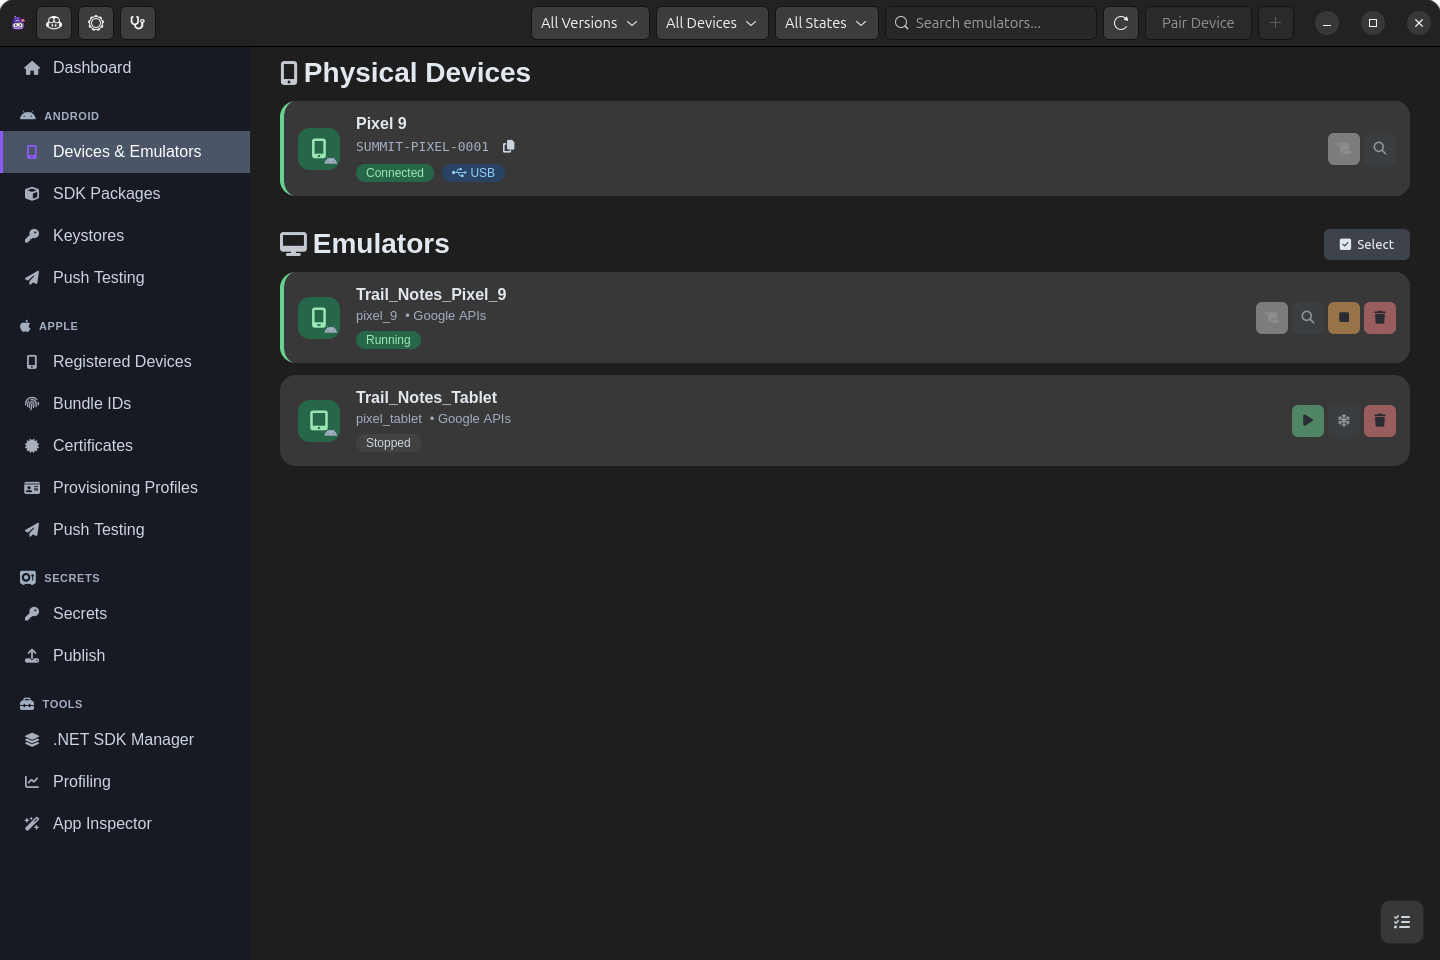 All Versions
All Devices
All States
Search emulators...
Pair Device
Dashboard
ANDROID
Devices & Emulators
SDK Packages
Keystores
Push Testing
APPLE
Registered Devices
Bundle IDs
Certificates
Provisioning Profiles
Push Testing
SECRETS
Secrets
Publish
TOOLS
.NET SDK Manager
Profiling
App Inspector
Physical Devices
Pixel 9
SUMMIT-PIXEL-0001
Connected
USB
Emulators
Select
Trail_Notes_Pixel_9
pixel_9 • Google APIs
Running
Trail_Notes_Tablet
pixel_tablet • Google APIs
Stopped